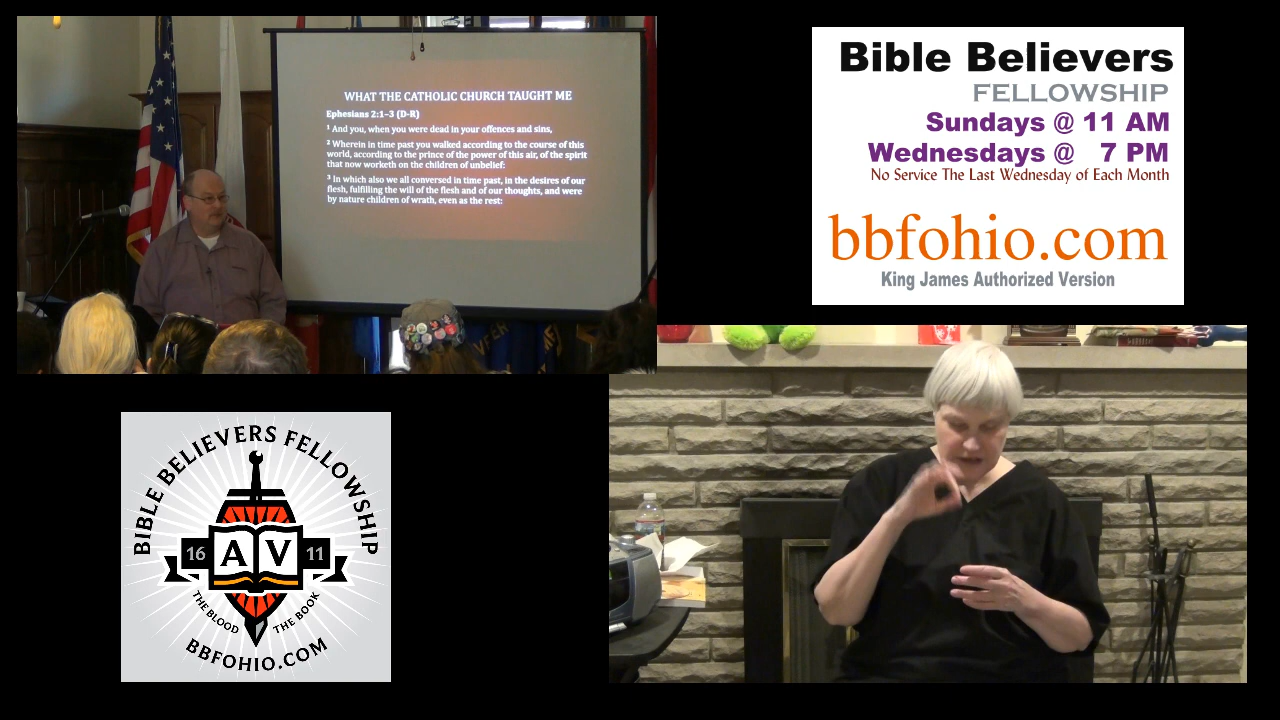 WHAT THE CATHOLIC CHURCH TAUGHT ME
Ephesians 2:1-3 (D-R)
1 And you, when you were dead in your offences and sins,
2 Wherein in time past you walked according to the course of this
world, according to the prince of the power of this air, of the spirit
that now worketh on the children of unbelief:
3 In which also we all conversed in time past, in the desires of our
flesh, fulfilling the will of the flesh and of our thoughts, and were
by nature children of wrath, even as the rest:
Bible Believers
FELLOWSHIP
Sundays @ 11 AM
Wednesdays @ 7 PM
No Service The Last Wednesday of Each Month
bbfohio.com
King James Authorized Version
BIBLE BELIEVERS FELLOWSHIP
16 AV 11
THE BLOOD THE BOOK
BBFOHIO.COM